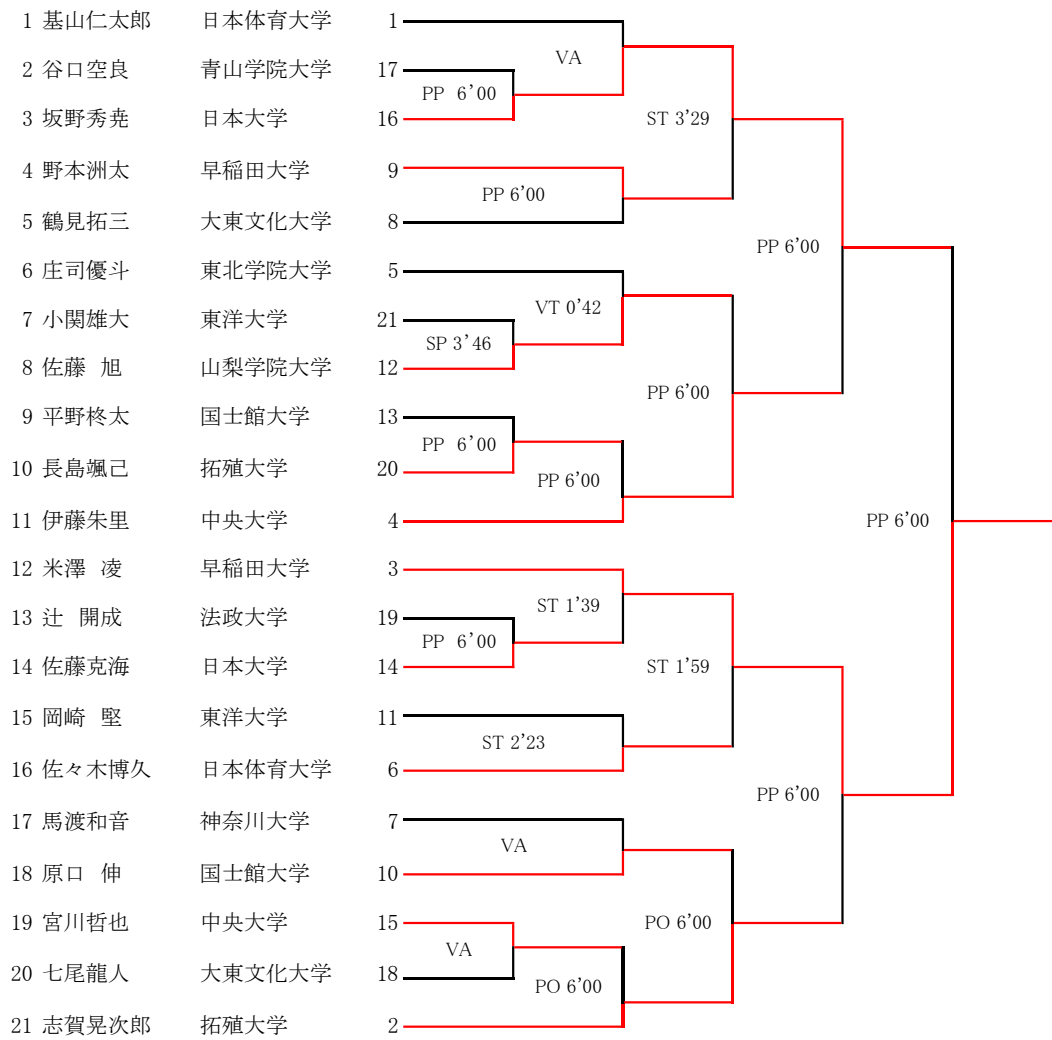 1 基山仁太郎 日本体育大学 1
VA
2 谷口空良 青山学院大学 17
PP 6’00
3 坂野秀尭 日本大学 16
ST 3’29
4 野本洲太 早稲田大学 9
PP 6’00
5 鶴見拓三 大東文化大学 8
PP 6’00
6 庄司優斗 東北学院大学 5
VT 0’42
7 小関雄大 東洋大学 21
SP 3’46
8 佐藤 旭 山梨学院大学 12
PP 6’00
9 平野柊太 国士館大学 13
PP 6’00
10 長島颯己 拓殖大学 20
PP 6’00
11 伊藤朱里 中央大学 4
PP 6’00
12 米澤 凌 早稲田大学 3
ST 1’39
13 辻 開成 法政大学 19
PP 6’00
14 佐藤克海 日本大学 14
ST 1’59
15 岡崎 堅 東洋大学 11
ST 2’23
16 佐々木博久 日本体育大学 6
PP 6’00
17 馬渡和音 神奈川大学 7
VA
18 原口 伸 国士館大学 10
19 宮川哲也 中央大学 15
PO 6’00
VA
20 七尾龍人 大東文化大学 18
PO 6’00
21 志賀晃次郎 拓殖大学 2